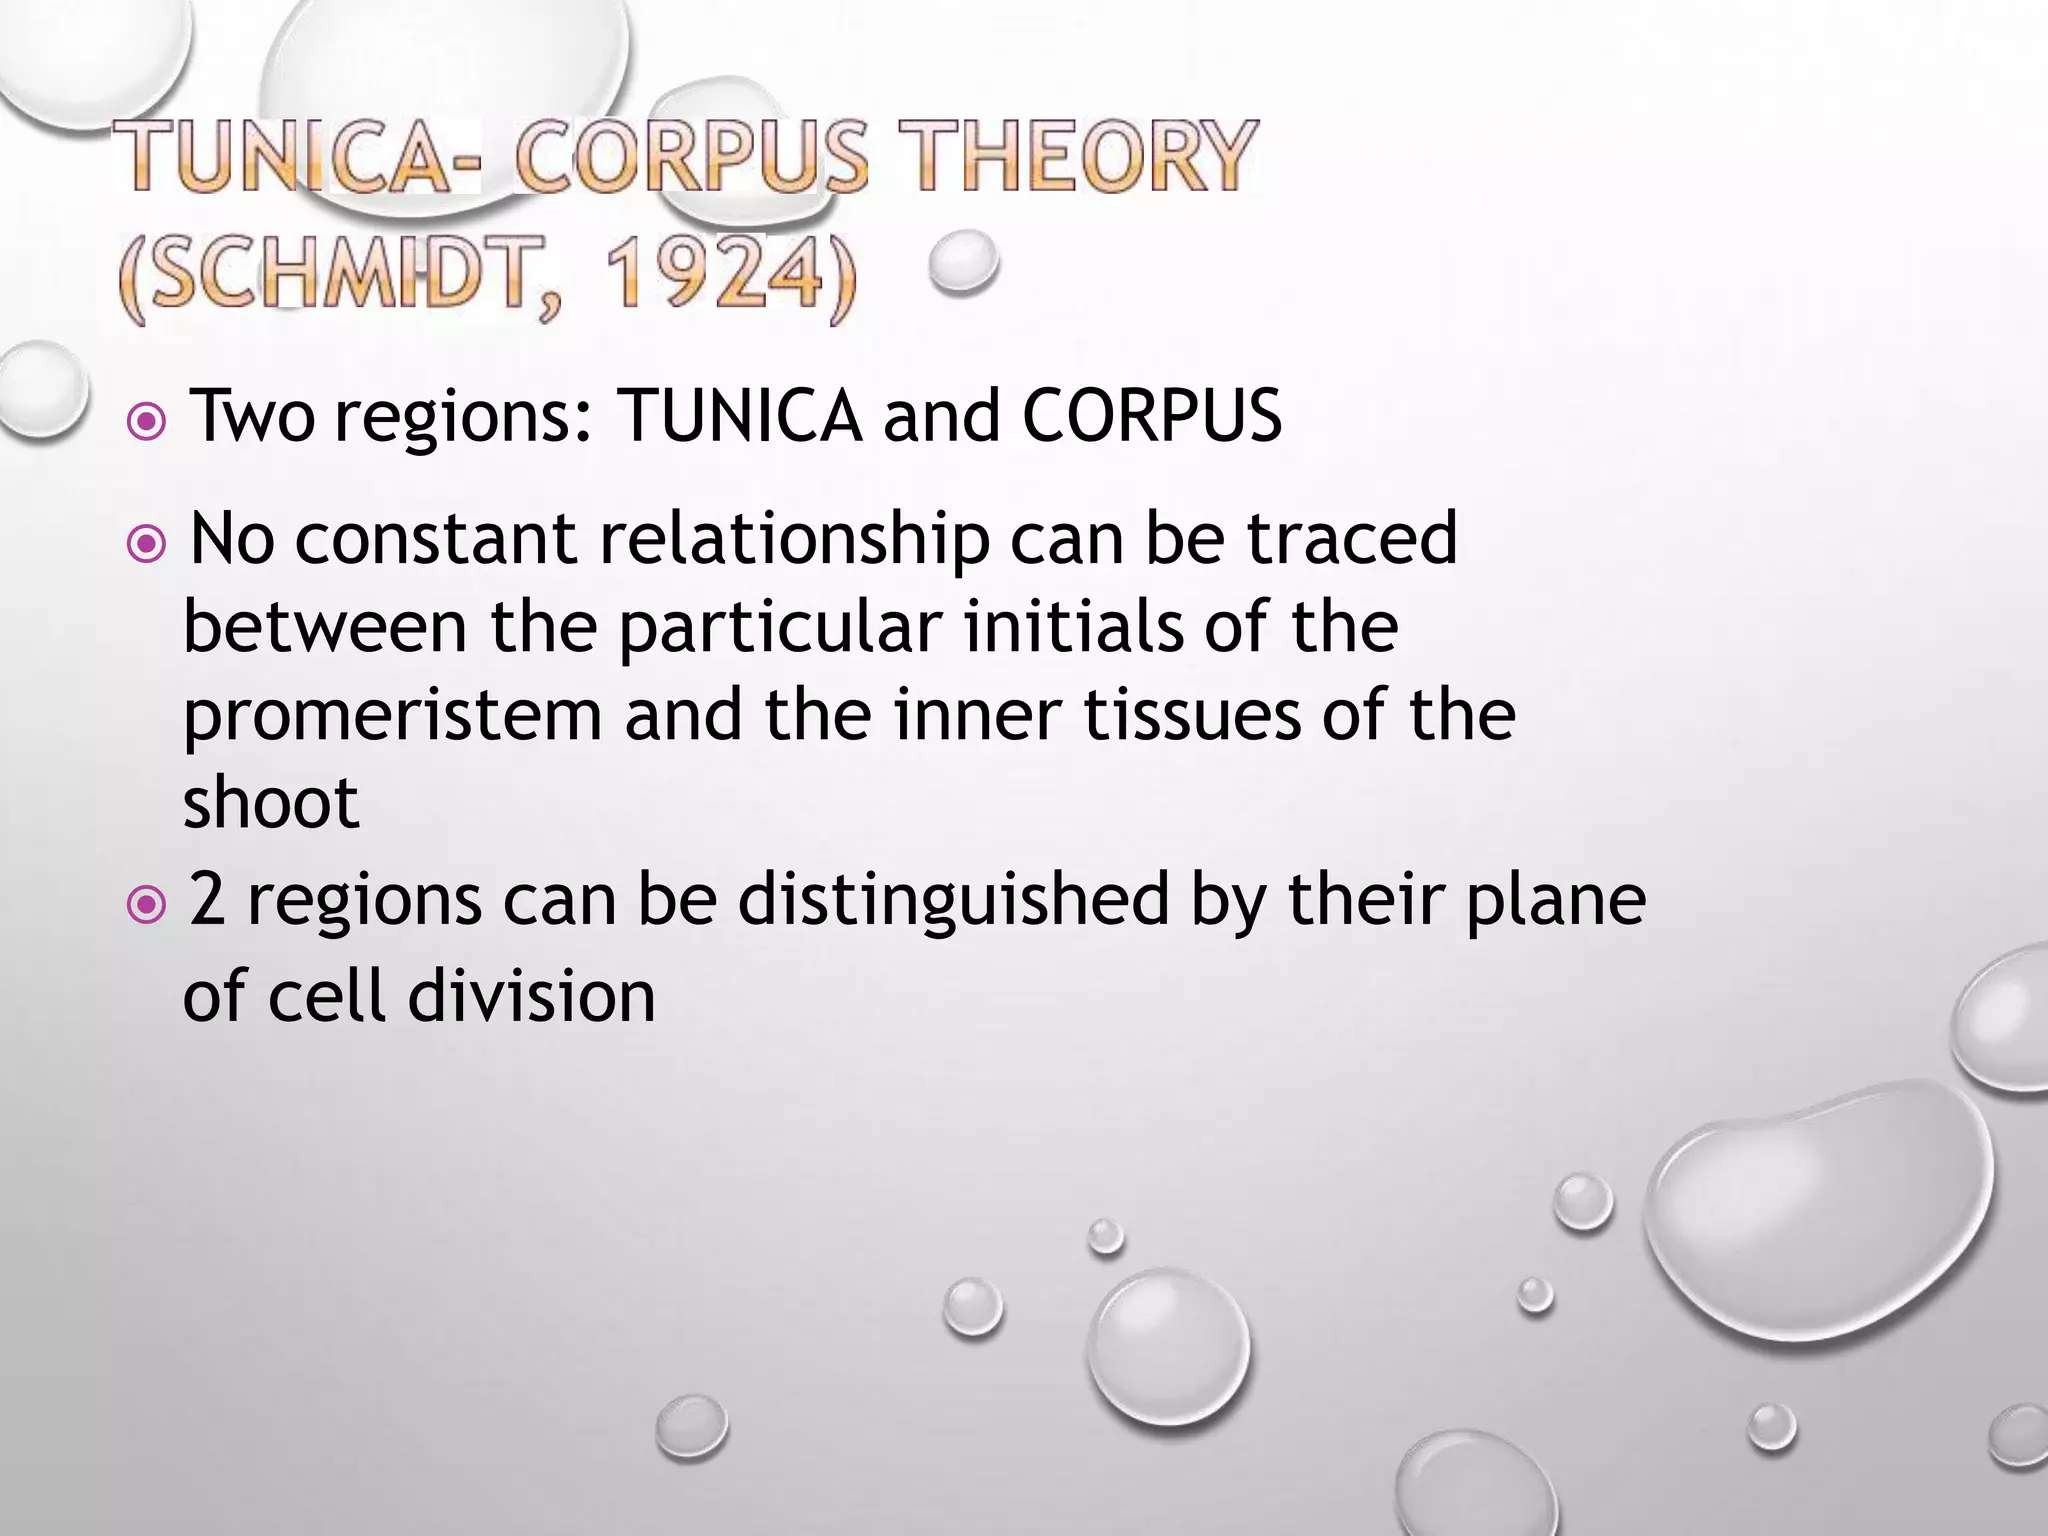 TUNICA- CORPUS THEORY
(SCHMIDT, 1924)
Two regions: TUNICA and CORPUS
No constant relationship can be traced
between the particular initials of the
promeristem and the inner tissues of the
shoot
2 regions can be distinguished by their plane
of cell division